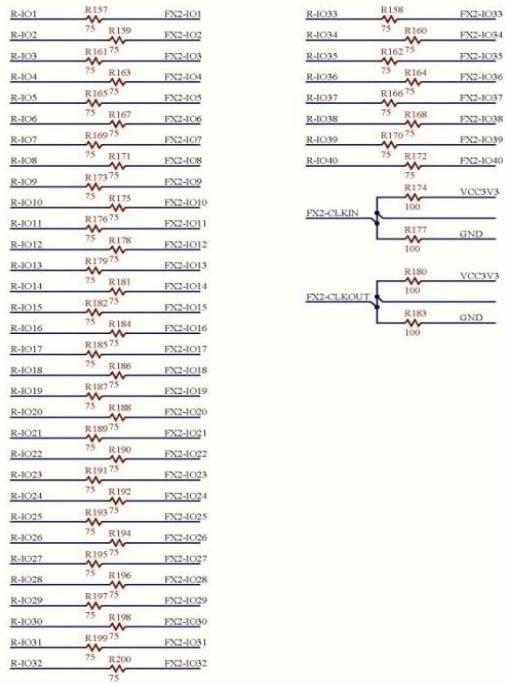 R-IO1 R157 75 FX2-IO1
R-IO2 R159 75 FX2-IO2
R-IO3 R161 75 FX2-IO3
R-IO4 R163 75 FX2-IO4
R-IO5 R165 75 FX2-IO5
R-IO6 R167 75 FX2-IO6
R-IO7 R169 75 FX2-IO7
R-IO8 R171 75 FX2-IO8
R-IO9 R173 75 FX2-IO9
R-IO10 R175 75 FX2-IO10
R-IO11 R176 75 FX2-IO11
R-IO12 R178 75 FX2-IO12
R-IO13 R179 75 FX2-IO13
R-IO14 R181 75 FX2-IO14
R-IO15 R182 75 FX2-IO15
R-IO16 R184 75 FX2-IO16
R-IO17 R185 75 FX2-IO17
R-IO18 R186 75 FX2-IO18
R-IO19 R187 75 FX2-IO19
R-IO20 R188 75 FX2-IO20
R-IO21 R189 75 FX2-IO21
R-IO22 R190 75 FX2-IO22
R-IO23 R191 75 FX2-IO23
R-IO24 R192 75 FX2-IO24
R-IO25 R193 75 FX2-IO25
R-IO26 R194 75 FX2-IO26
R-IO27 R195 75 FX2-IO27
R-IO28 R196 75 FX2-IO28
R-IO29 R197 75 FX2-IO29
R-IO30 R198 75 FX2-IO30
R-IO31 R199 75 FX2-IO31
R-IO32 R200 75 FX2-IO32
R-IO33 R158 75 FX2-IO33
R-IO34 R160 75 FX2-IO34
R-IO35 R162 75 FX2-IO35
R-IO36 R164 75 FX2-IO36
R-IO37 R166 75 FX2-IO37
R-IO38 R168 75 FX2-IO38
R-IO39 R170 75 FX2-IO39
R-IO40 R172 75 FX2-IO40
R174 VCC3V3
100
FX2-CLKIN
R177 GND
100
R180 VCC3V3
100
FX2-CLKOUT
R183 GND
100